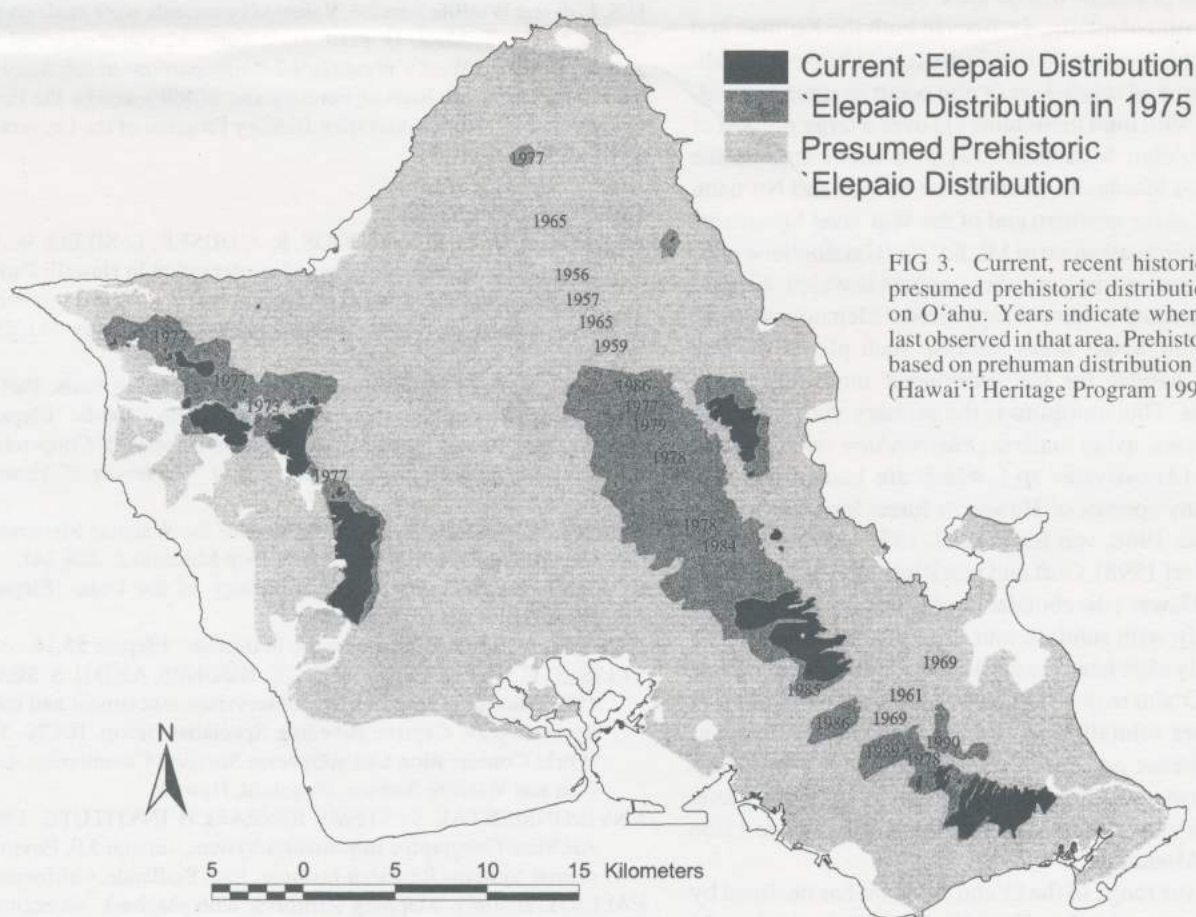 Current `Elepaio Distribution
`Elepaio Distribution in 1975
Presumed Prehistoric
`Elepaio Distribution
FIG 3. Current, recent historic
presumed prehistoric distributio
on O'ahu. Years indicate when
last observed in that area. Prehisto
based on prehuman distribution
(Hawai'i Heritage Program 199
1977
1965
1956
1957
1965
1959
1977
1977
1973
1977
1986
1977
1979
1978
1978
1984
1985
1969
1961
1969
1986
1990
1978
N
5 0 5 10 15 Kilometers